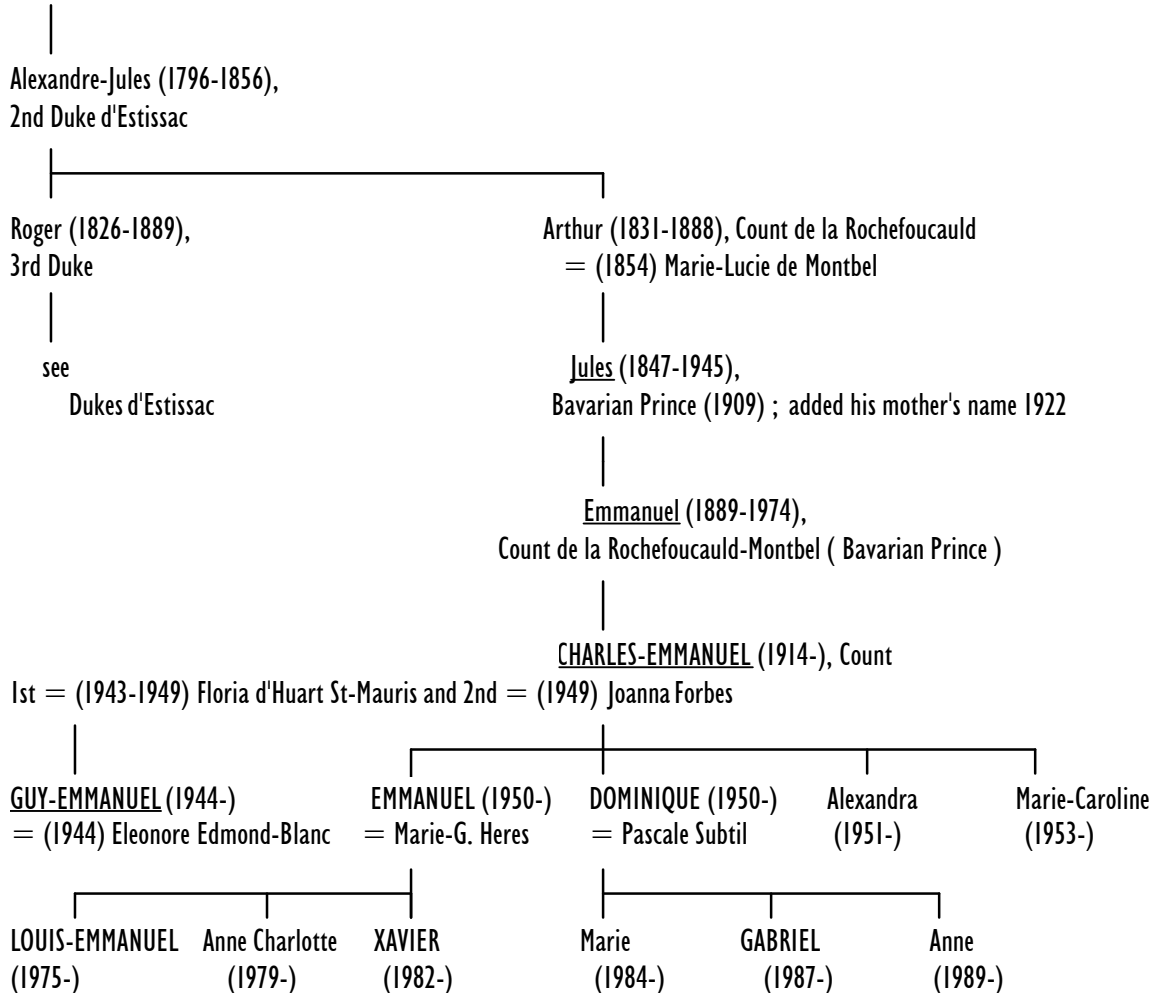 Alexandre-Jules (1796-1856),
2nd Duke d'Estissac
Roger (1826-1889),
3rd Duke
Arthur (1831-1888), Count de la Rochefoucauld
= (1854) Marie-Lucie de Montbel
see
Dukes d'Estissac
Jules (1847-1945),
Bavarian Prince (1909) ; added his mother's name 1922
Emmanuel (1889-1974),
Count de la Rochefoucauld-Montbel ( Bavarian Prince )
CHARLES-EMMANUEL (1914-), Count
1st = (1943-1949) Floria d'Huart St-Mauris and 2nd = (1949) Joanna Forbes
GUY-EMMANUEL (1944-)
= (1944) Eleonore Edmond-Blanc
EMMANUEL (1950-)
= Marie-G. Heres
DOMINIQUE (1950-)
= Pascale Subtil
Alexandra
(1951-)
Marie-Caroline
(1953-)
LOUIS-EMMANUEL
(1975-)
Anne Charlotte
(1979-)
XAVIER
(1982-)
Marie
(1984-)
GABRIEL
(1987-)
Anne
(1989-)